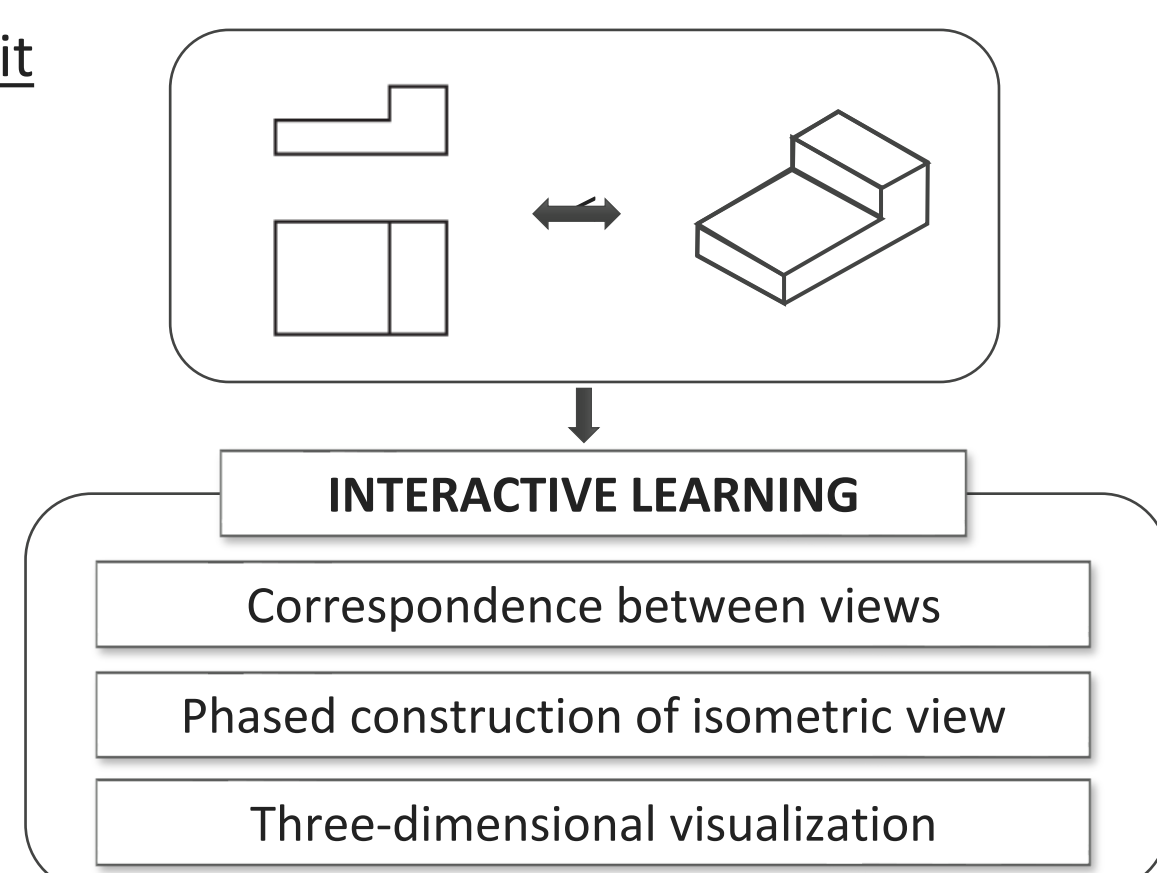 it
INTERACTIVE LEARNING
Correspondence between views
Phased construction of isometric view
Three-dimensional visualization